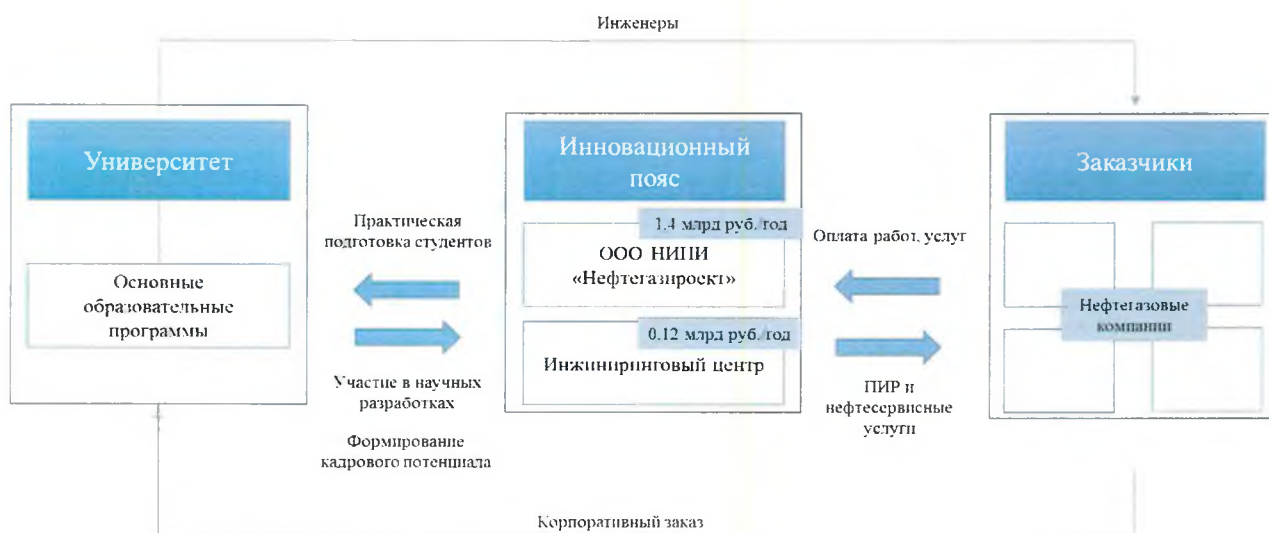 Инженеры
Университет
Основные
образовательные
программы
Практическая
подготовка студентов
Участие в научных
разработках
Формирование
кадрового потенциала
Инновационный
пояс
1.4 млрд руб./год
ООО НИПИ
«Нефтегазпроект»
0.12 млрд руб./год
Инжиниринговый центр
Оплата работ, услуг
ПИР и
нефтесервисные
услуги
Заказчики
Нефтегазовые
компании
Корпоративный заказ